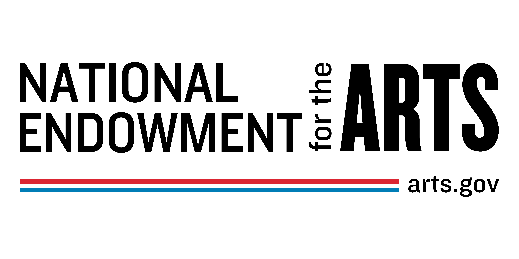 NATIONAL
ENDOWMENT
for the
ARTS
arts.gov